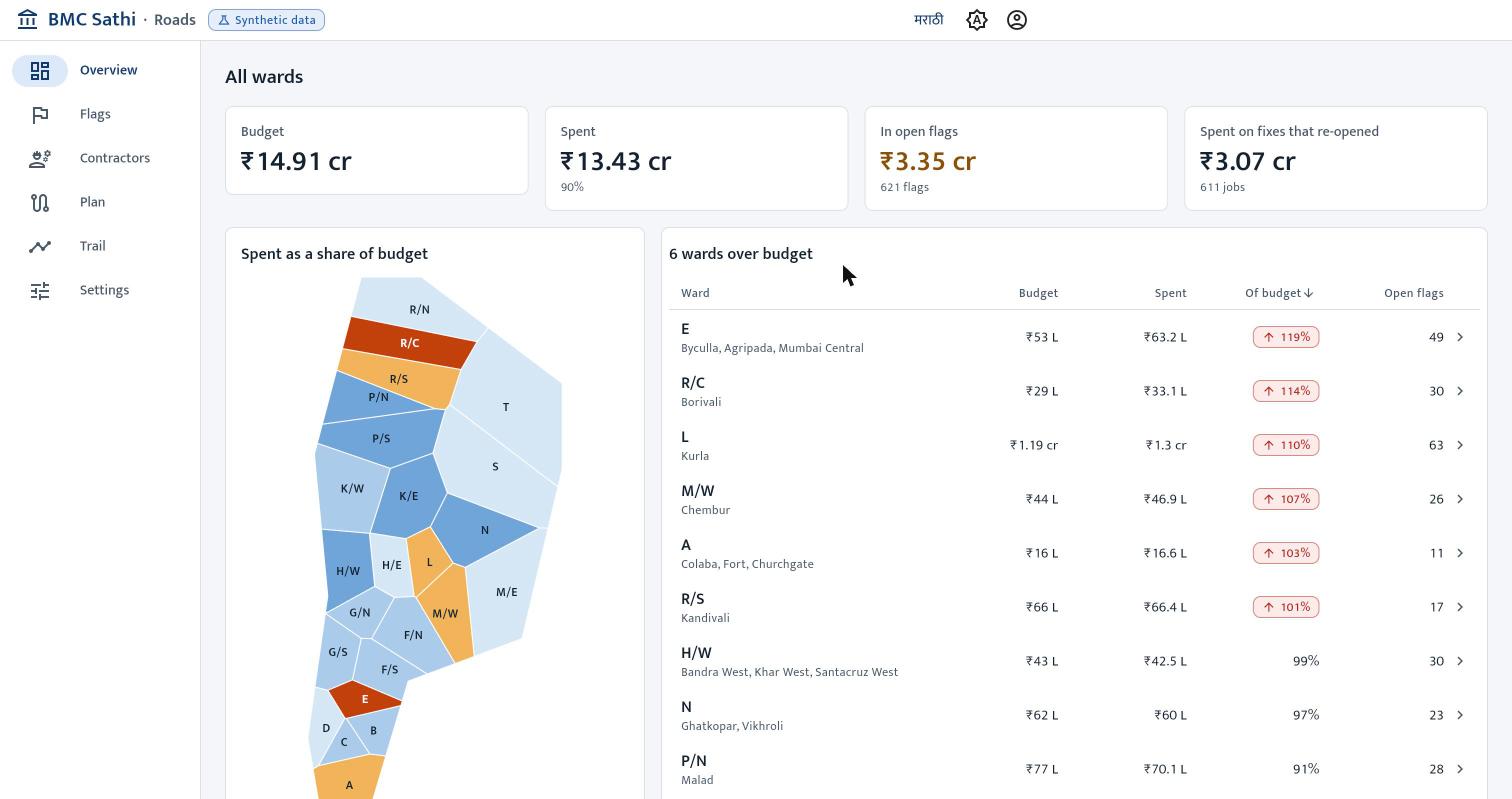 BMC Sathi · Roads
Synthetic data
मराठी
A
Overview
Flags
Contractors
Plan
Trail
Settings
All wards
Budget
₹14.91 cr
Spent
₹13.43 cr
90%
In open flags
₹3.35 cr
621 flags
Spent on fixes that re-opened
₹3.07 cr
611 jobs
Spent as a share of budget
R/N
R/C
R/S
P/N
T
P/S
S
K/W
K/E
N
H/W
H/E
L
M/E
G/N
M/W
F/N
G/S
F/S
E
D
B
C
A
6 wards over budget
Ward Budget Spent Of budget Open flags
E ₹53 L ₹63.2 L 119% 49
Byculla, Agripada, Mumbai Central
R/C ₹29 L ₹33.1 L 114% 30
Borivali
L ₹1.19 cr ₹1.3 cr 110% 63
Kurla
M/W ₹44 L ₹46.9 L 107% 26
Chembur
A ₹16 L ₹16.6 L 103% 11
Colaba, Fort, Churchgate
R/S ₹66 L ₹66.4 L 101% 17
Kandivali
H/W ₹43 L ₹42.5 L 99% 30
Bandra West, Khar West, Santacruz West
N ₹62 L ₹60 L 97% 23
Ghatkopar, Vikhroli
P/N ₹77 L ₹70.1 L 91% 28
Malad